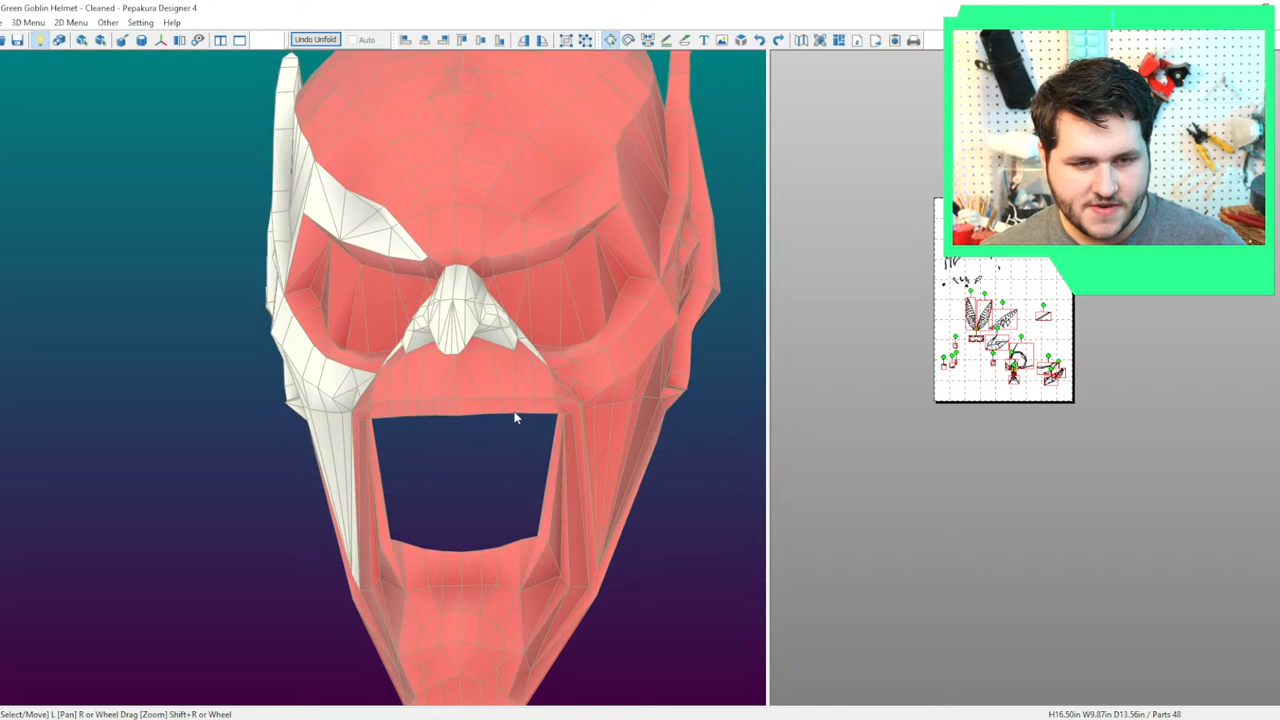 Green Goblin Helmet - Cleaned - Pepakura Designer 4
3D Menu 2D Menu Other Setting Help
Undo Unfold Auto
Select/Move] L [Pan] R or Wheel Drag [Zoom] Shift+R or Wheel
H16.50in W9.87in D13.56in / Parts 48